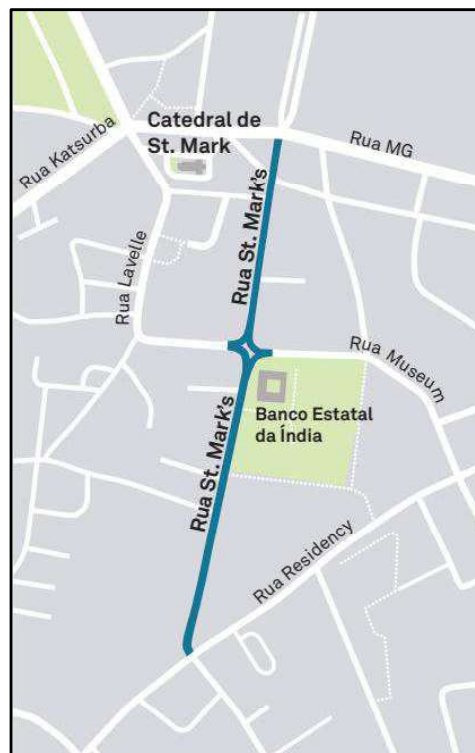 Catedral de
St. Mark
Rua MG
Rua Katsurba
Rua St. Mark's
Rua Lavelle
Rua Museum
Banco Estatal
da Índia
Rua St. Mark's
Rua Residency